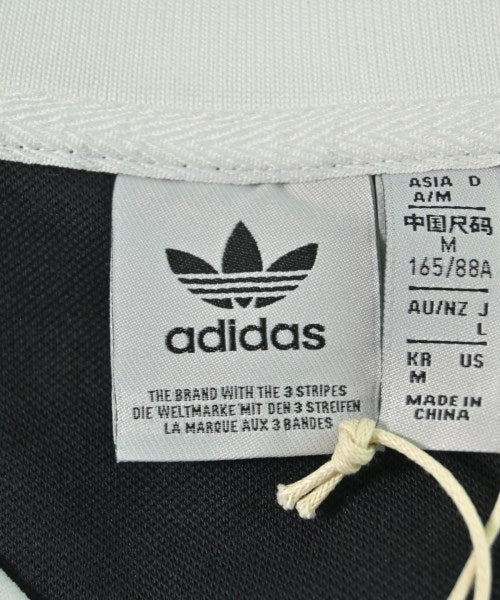 adidas
THE BRAND WITH THE 3 STRIPES
DIE WELTMARKE MIT DEN 3 STREIFEN
LA MARQUE AUX 3 BANDES
ASIA D
A/M
中国尺码
M
165/88A
AU/NZ J
L
KR US
M
MADE IN
CHINA